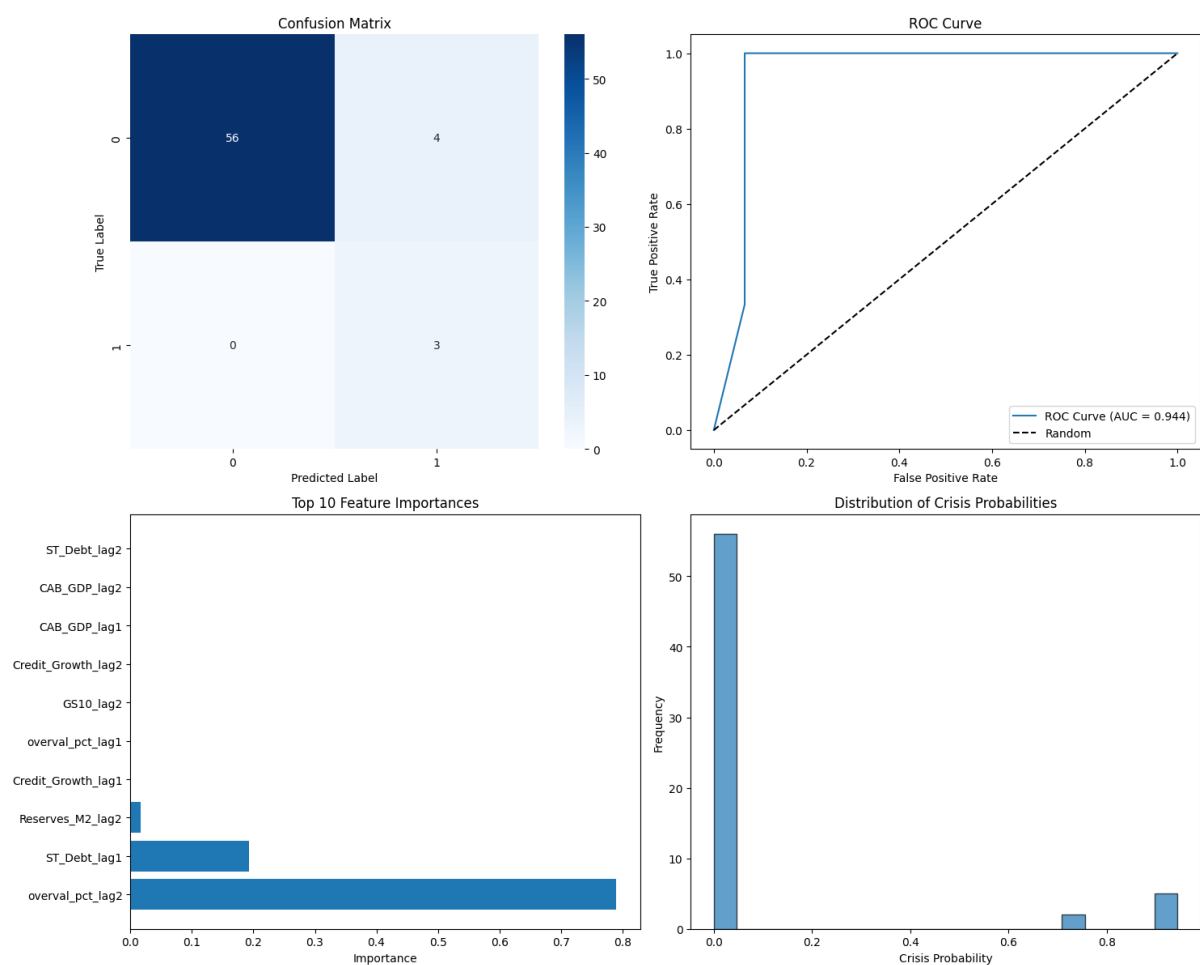 Confusion Matrix
True Label
0
1
56
4
0
3
0
1
Predicted Label
50
40
30
20
10
0
ROC Curve
True Positive Rate
1.0
0.8
0.6
0.4
0.2
0.0
0.0
0.2
0.4
0.6
0.8
1.0
False Positive Rate
ROC Curve (AUC = 0.944)
Random
Top 10 Feature Importances
ST_Debt_lag2
CAB_GDP_lag2
CAB_GDP_lag1
Credit_Growth_lag2
GS10_lag2
overval_pct_lag1
Credit_Growth_lag1
Reserves_M2_lag2
ST_Debt_lag1
overval_pct_lag2
0.0
0.1
0.2
0.3
0.4
0.5
0.6
0.7
0.8
Importance
Distribution of Crisis Probabilities
Frequency
50
40
30
20
10
0
0.0
0.2
0.4
0.6
0.8
Crisis Probability